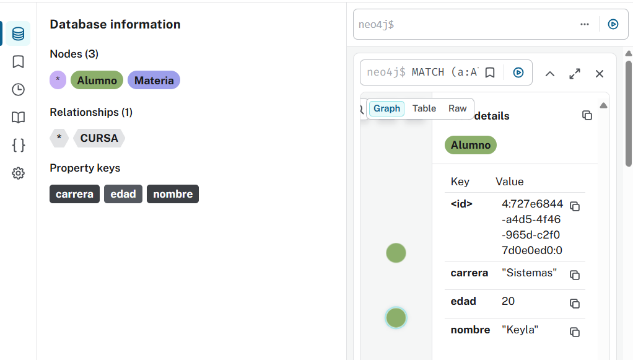 Database information
Nodes (3)
* Alumno Materia
Relationships (1)
* CURSA
Property keys
carrera edad nombre
neo4j$
neo4j$ MATCH (a:A
Graph Table Raw
details
Alumno
Key Value
<id> 4:727e6844
-a4d5-4f46
-965d-c2f0
7d0e0ed0:0
carrera "Sistemas"
edad 20
nombre "Keyla"